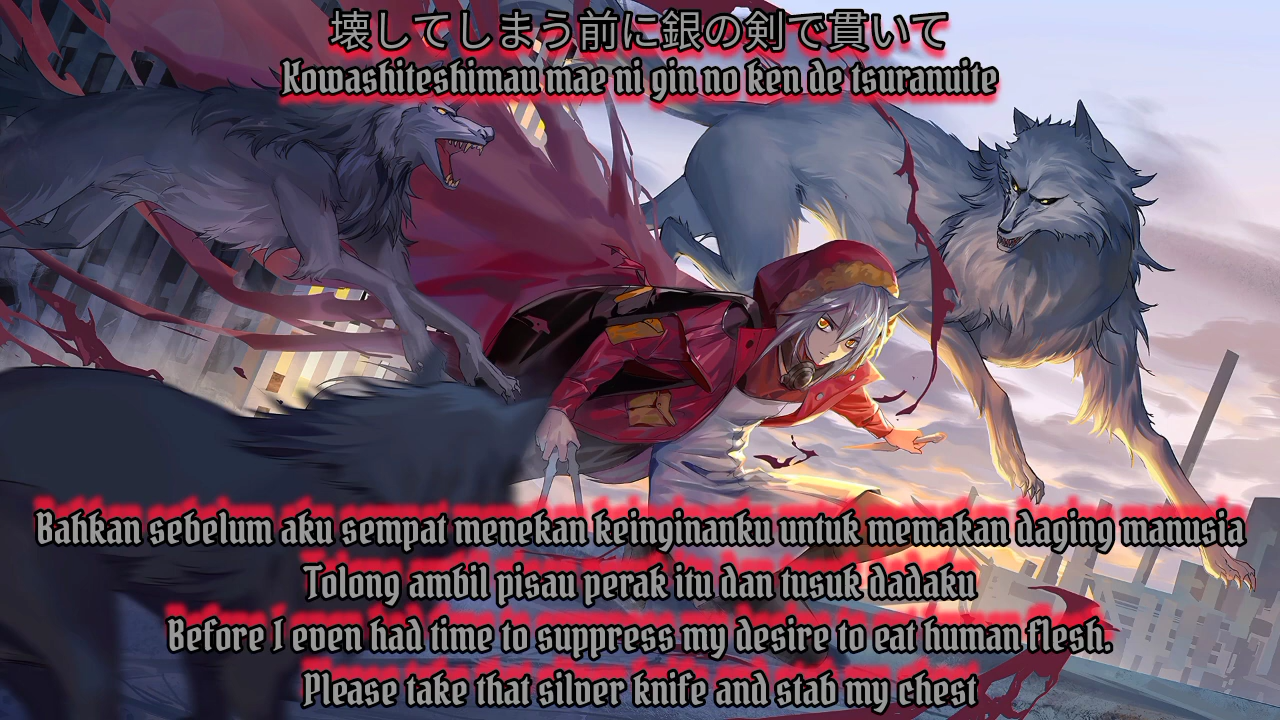 壊してしまう前に銀の剣で貫いて
Kowashiteshimau mae ni gin no ken de tsuranuite
Bahkan sebelum aku sempat menekan keinginanku untuk memakan daging manusia
Tolong ambil pisau perak itu dan tusuk dadaku
Before I even had time to suppress my desire to eat human flesh.
Please take that silver knife and stab my chest